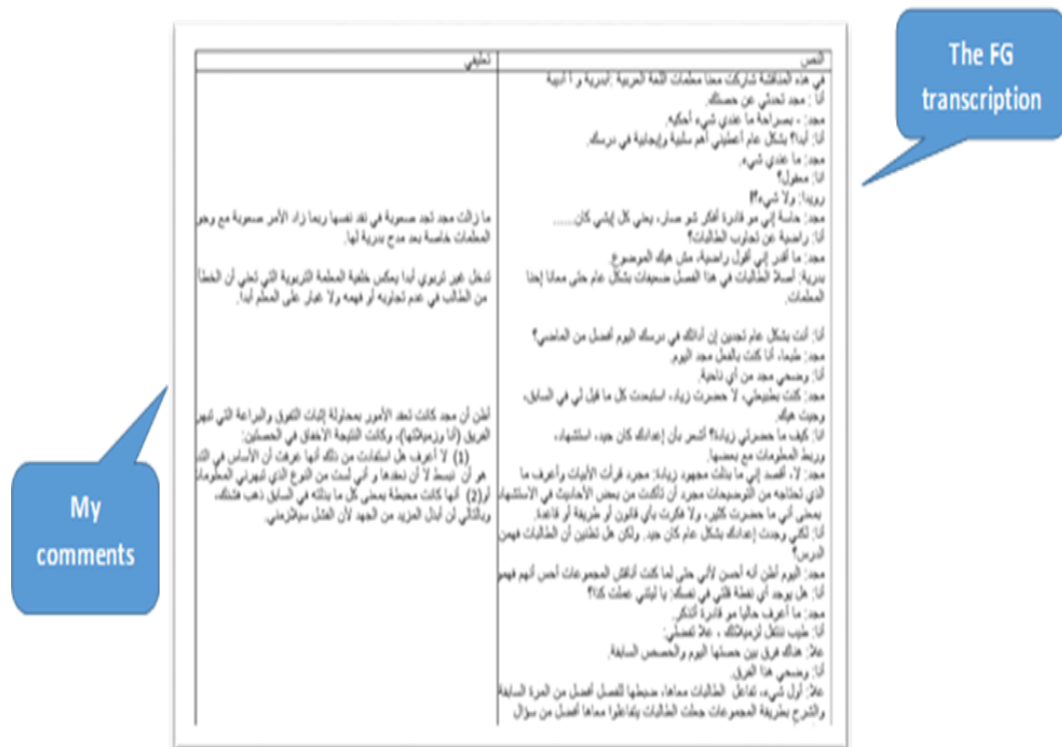 The FG
transcription
النص
في هذه المناقشة شاركت معنا معلمات اللغة العربية :بدرية و أ أديبة
أنا : مجد تحدثي عن حصتك.
مجد: ، بصراحة ما عندي شيء أحكيه.
أنا: أبدا؟ بشكل عام أعطيني أهم سلبية وإيجابية في درسك.
مجد: ما عندي شيء.
انا: معقول؟
رويدا: ولا شيء؟!
مجد: حاسة إني مو قادرة أفكر شو صار، يعني كل إيشي كان......
أنا: راضية عن تجاوب الطالبات؟
مجد: ما أقدر إني أقول راضية، مش هيك الموضوع.
بدرية: أصلا الطالبات في هذا الفصل ضعيفات بشكل عام حتى معانا إحنا
المعلمات.
أنا: أنت بشكل عام تجدين إن أداتك في درسك اليوم أفضل من الماضي؟
مجد: طبعا، أنا كنت بالفعل مجد اليوم.
أنا: وضحي مجد من أي ناحية.
مجد: كنت بطبيعتي، لا حضرت زيادة، استبعدت كل ما قيل لي في السابق،
وجيت هيك.
انا: كيف ما حضرتي زيادة؟ أشعر بأن إعدادك كان جيد، استشهاد،
وربط المعلومات مع بعضها.
مجد: لا، أقصد إني ما بذلت مجهود زيادة: مجرد قرأت الأبيات وأعرف ما
الذي تحتاجه من التوضيحات مجرد أن تأكدت من بعض الأحاديث في الاستشهاد
بمعنى أني ما حضرت كثير، ولا فكرت بأي قانون أو طريقة أو قاعدة.
أنا: لكني وجدت إعدادك بشكل عام كان جيد. ولكن هل تظنين أن الطالبات فهمن
الدرس؟
مجد: اليوم أظن أنه أحسن لأني حتى لما كنت أناقش المجموعات أحس أنهم فهمو
أنا: هل يوجد أي نقطة قلتي في نفسك: يا ليتني عملت كذا؟
مجد: ما أعرف حاليا مو قادرة أتذكر.
أنا: طيب ننتقل لزميلاتك ، علا تفضلي:
علا: هناك فرق بين حصتها اليوم والحصص السابقة.
أنا: وضحي هذا الفرق.
علا: أول شيء، تفاعل الطالبات معاها، ضبطها للفصل أفضل من المرة السابقة
والشرح بطريقة المجموعات جعلت الطالبات يتفاعلوا معاها أفضل من سؤال
تعليقي
ما زالت مجد تجد صعوبة في نقد نفسها ربما زاد الأمر صعوبة مع وجو
المعلمات خاصة بعد مدح بدرية لها.
تدخل غير تربوي أبدا يعكس خلفية المعلمة التربوية التي تعني أن الخطأ
من الطالب في عدم تجاوبه أو فهمه ولا غبار على المعلم أبدا.
أظن أن مجد كانت تعقد الأمور بمحاولة إثبات التفوق والبراعة التي تبهر
الفريق (أنا وزميلاتها)، وكانت النتيجة الاخفاق في الحصتين:
(1) لا أعرف هل استفادت من ذلك أنها عرفت أن الأساس في التد
هو أن نبسط لا أن نعقدها و أني لست من النوع الذي تبهرني المعلومات
أو(2) أنها كانت محبطة بمعنى كل ما بذلته في السابق ذهب فشتك،
وبالتالي لن أبذل المزيد من الجهد لأن الفشل سيلازمني.
My
comments